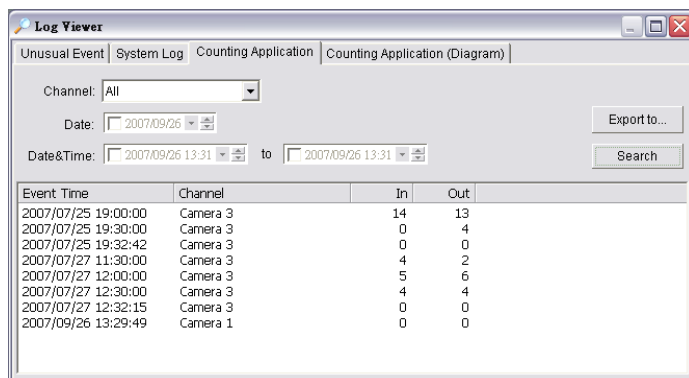 Log Viewer
Unusual Event System Log Counting Application Counting Application (Diagram)
Channel: All
Date: 2007/09/26
Export to...
Date&Time: 2007/09/26 13:31 to 2007/09/26 13:31
Search
Event Time Channel In Out
2007/07/25 19:00:00 Camera 3 14 13
2007/07/25 19:30:00 Camera 3 0 4
2007/07/25 19:32:42 Camera 3 0 0
2007/07/27 11:30:00 Camera 3 4 2
2007/07/27 12:00:00 Camera 3 5 6
2007/07/27 12:30:00 Camera 3 4 4
2007/07/27 12:32:15 Camera 3 0 0
2007/09/26 13:29:49 Camera 1 0 0